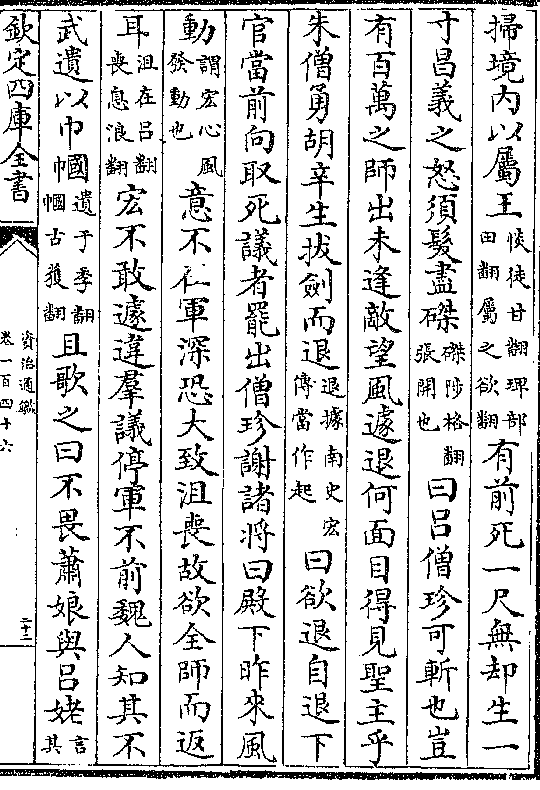 掃境内以屬王惔徒甘翻琕部田翻屬之欲翻有前死一尺無却生一
寸昌義之怒須髮盡磔磔陟格翻張開也曰吕僧珍可斬也豈
有百萬之師出未逢敵望風遽退何面目得見聖主乎
朱僧勇胡辛生拔劍而退退據南史宏傳當作起曰欲退自退下
官當前向取死議者罷出僧珍謝諸將曰殿下昨來風
動謂宏心風發動也意不在軍深恐大致沮喪故欲全師而返
耳沮在吕翻喪息浪翻宏不敢遽違羣議停軍不前魏人知其不
武遺以巾幗遺于季翻幗古獲翻且歌之曰不畏蕭娘與吕姥言其
欽定四庫全書
資治通鑑
卷一百四十六
二十二